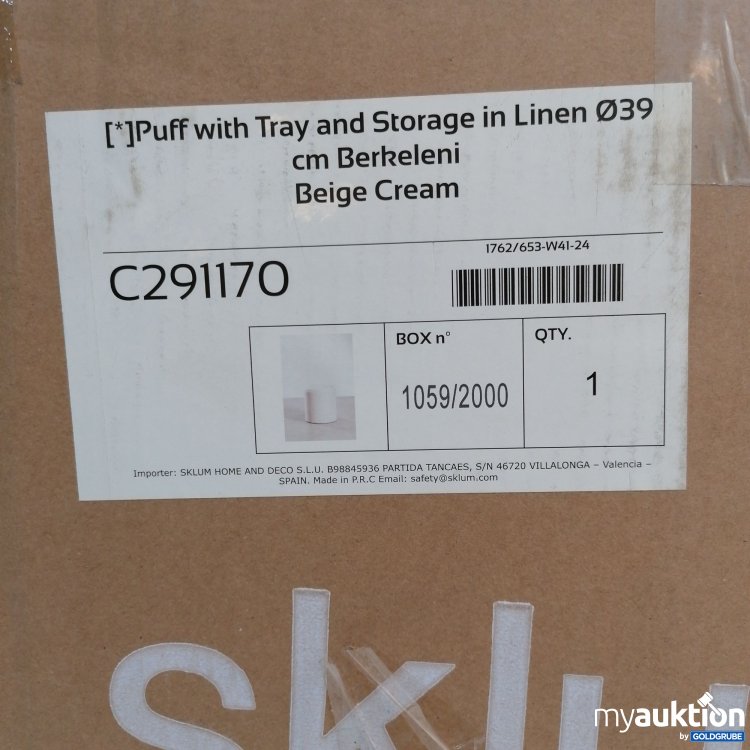 [*]Puff with Tray and Storage in Linen Ø39
cm Berkeleni
Beige Cream
1762/653-W41-24
C291170
BOX n°
QTY.
1059/2000
1
Importer: SKLUM HOME AND DECO S.L.U. B98845936 PARTIDA TANCAES, S/N 46720 VILLALONGA – Valencia –
SPAIN. Made in P.R.C Email: safety@sklum.com
sklu
myauktion
by GOLDGRUBE